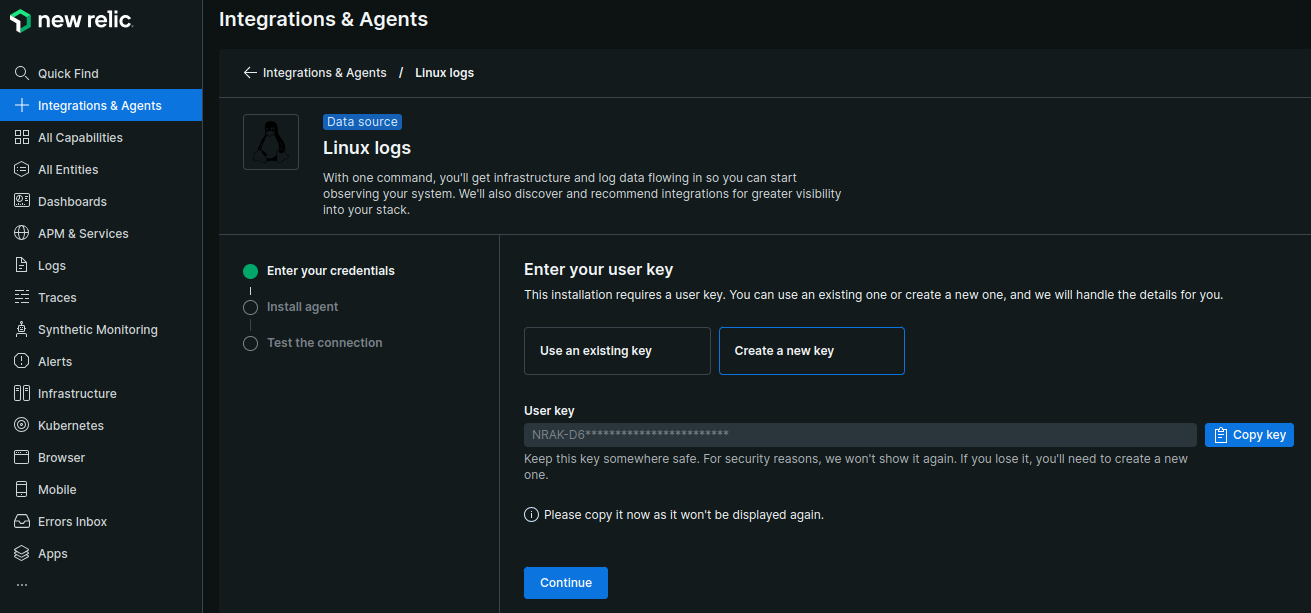 new relic.
Integrations & Agents
Quick Find
Integrations & Agents
All Capabilities
All Entities
Dashboards
APM & Services
Logs
Traces
Synthetic Monitoring
Alerts
Infrastructure
Kubernetes
Browser
Mobile
Errors Inbox
Apps
...
← Integrations & Agents / Linux logs
Data source
Linux logs
With one command, you'll get infrastructure and log data flowing in so you can start
observing your system. We'll also discover and recommend integrations for greater visibility
into your stack.
Enter your credentials
Install agent
Test the connection
Enter your user key
This installation requires a user key. You can use an existing one or create a new one, and we will handle the details for you.
Use an existing key
Create a new key
User key
NRAK-D6************************
Copy key
Keep this key somewhere safe. For security reasons, we won't show it again. If you lose it, you'll need to create a new
one.
Please copy it now as it won't be displayed again.
Continue